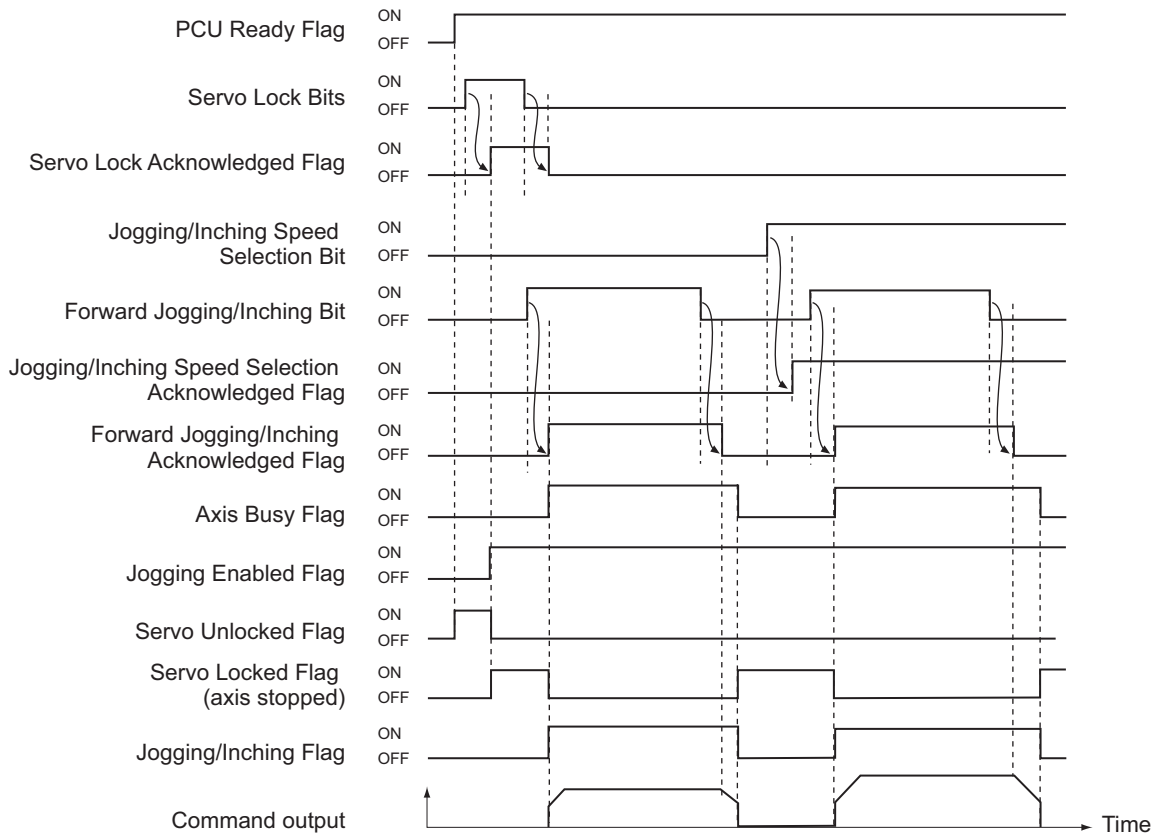 PCU Ready Flag
ON
OFF
Servo Lock Bits
ON
OFF
Servo Lock Acknowledged Flag
ON
OFF
Jogging/Inching Speed
Selection Bit
ON
OFF
Forward Jogging/Inching Bit
ON
OFF
Jogging/Inching Speed Selection
Acknowledged Flag
ON
OFF
Forward Jogging/Inching
Acknowledged Flag
ON
OFF
Axis Busy Flag
ON
OFF
Jogging Enabled Flag
ON
OFF
Servo Unlocked Flag
ON
OFF
Servo Locked Flag
(axis stopped)
ON
OFF
Jogging/Inching Flag
ON
OFF
Command output
Time